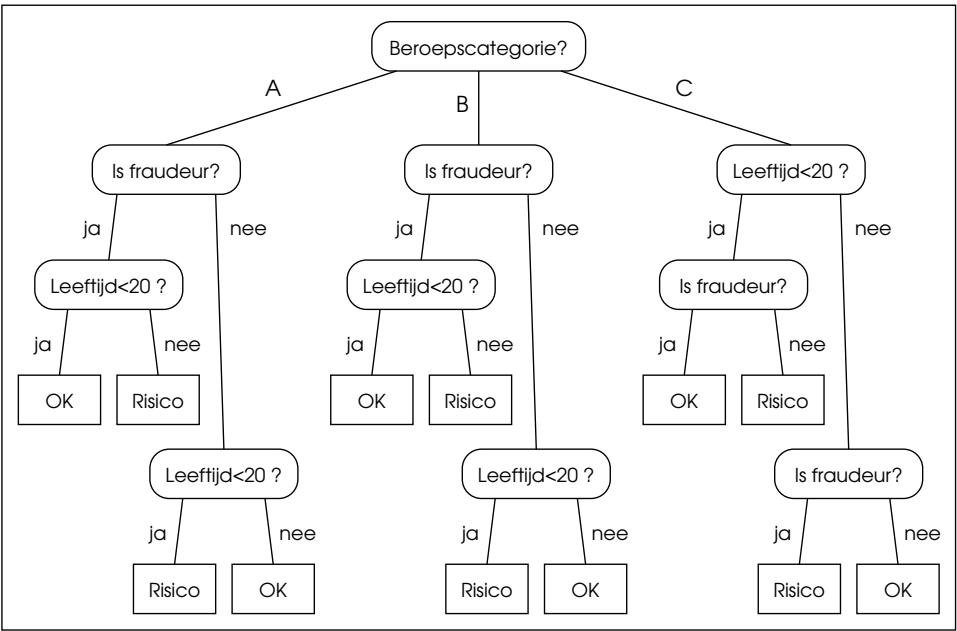 Beroepscategorie?
A
B
C
Is fraudeur?
Is fraudeur?
Leeftijd<20 ?
ja
nee
ja
nee
ja
nee
Leeftijd<20 ?
Leeftijd<20 ?
Is fraudeur?
ja
nee
ja
nee
ja
nee
OK
Risico
OK
Risico
OK
Risico
Leeftijd<20 ?
Leeftijd<20 ?
Is fraudeur?
ja
nee
ja
nee
ja
nee
Risico
OK
Risico
OK
Risico
OK